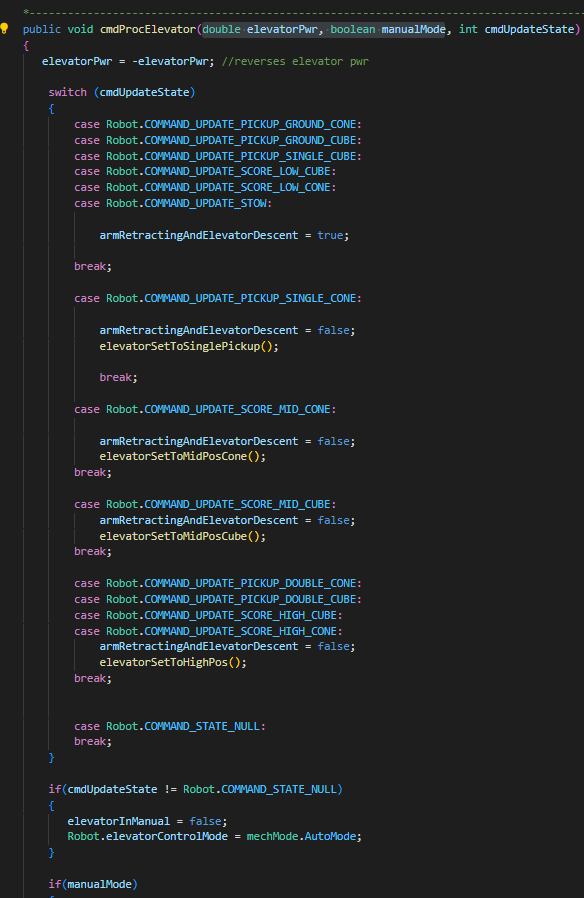 *------------------------------------------------------------------------------------
public void cmdProcElevator(double elevatorPwr, boolean manualMode, int cmdUpdateState)
{
elevatorPwr = -elevatorPwr; //reverses elevator pwr
switch (cmdUpdateState)
{
case Robot.COMMAND_UPDATE_PICKUP_GROUND_CONE:
case Robot.COMMAND_UPDATE_PICKUP_GROUND_CUBE:
case Robot.COMMAND_UPDATE_PICKUP_SINGLE_CUBE:
case Robot.COMMAND_UPDATE_SCORE_LOW_CUBE:
case Robot.COMMAND_UPDATE_SCORE_LOW_CONE:
case Robot.COMMAND_UPDATE_STOW:
armRetractingAndElevatorDescent = true;
break;
case Robot.COMMAND_UPDATE_PICKUP_SINGLE_CONE:
armRetractingAndElevatorDescent = false;
elevatorSetToSinglePickup();
break;
case Robot.COMMAND_UPDATE_SCORE_MID_CONE:
armRetractingAndElevatorDescent = false;
elevatorSetToMidPosCone();
break;
case Robot.COMMAND_UPDATE_SCORE_MID_CUBE:
armRetractingAndElevatorDescent = false;
elevatorSetToMidPosCube();
break;
case Robot.COMMAND_UPDATE_PICKUP_DOUBLE_CONE:
case Robot.COMMAND_UPDATE_PICKUP_DOUBLE_CUBE:
case Robot.COMMAND_UPDATE_SCORE_HIGH_CUBE:
case Robot.COMMAND_UPDATE_SCORE_HIGH_CONE:
armRetractingAndElevatorDescent = false;
elevatorSetToHighPos();
break;
case Robot.COMMAND_STATE_NULL:
break;
}
if(cmdUpdateState != Robot.COMMAND_STATE_NULL)
{
elevatorInManual = false;
Robot.elevatorControlMode = mechMode.AutoMode;
}
if(manualMode)